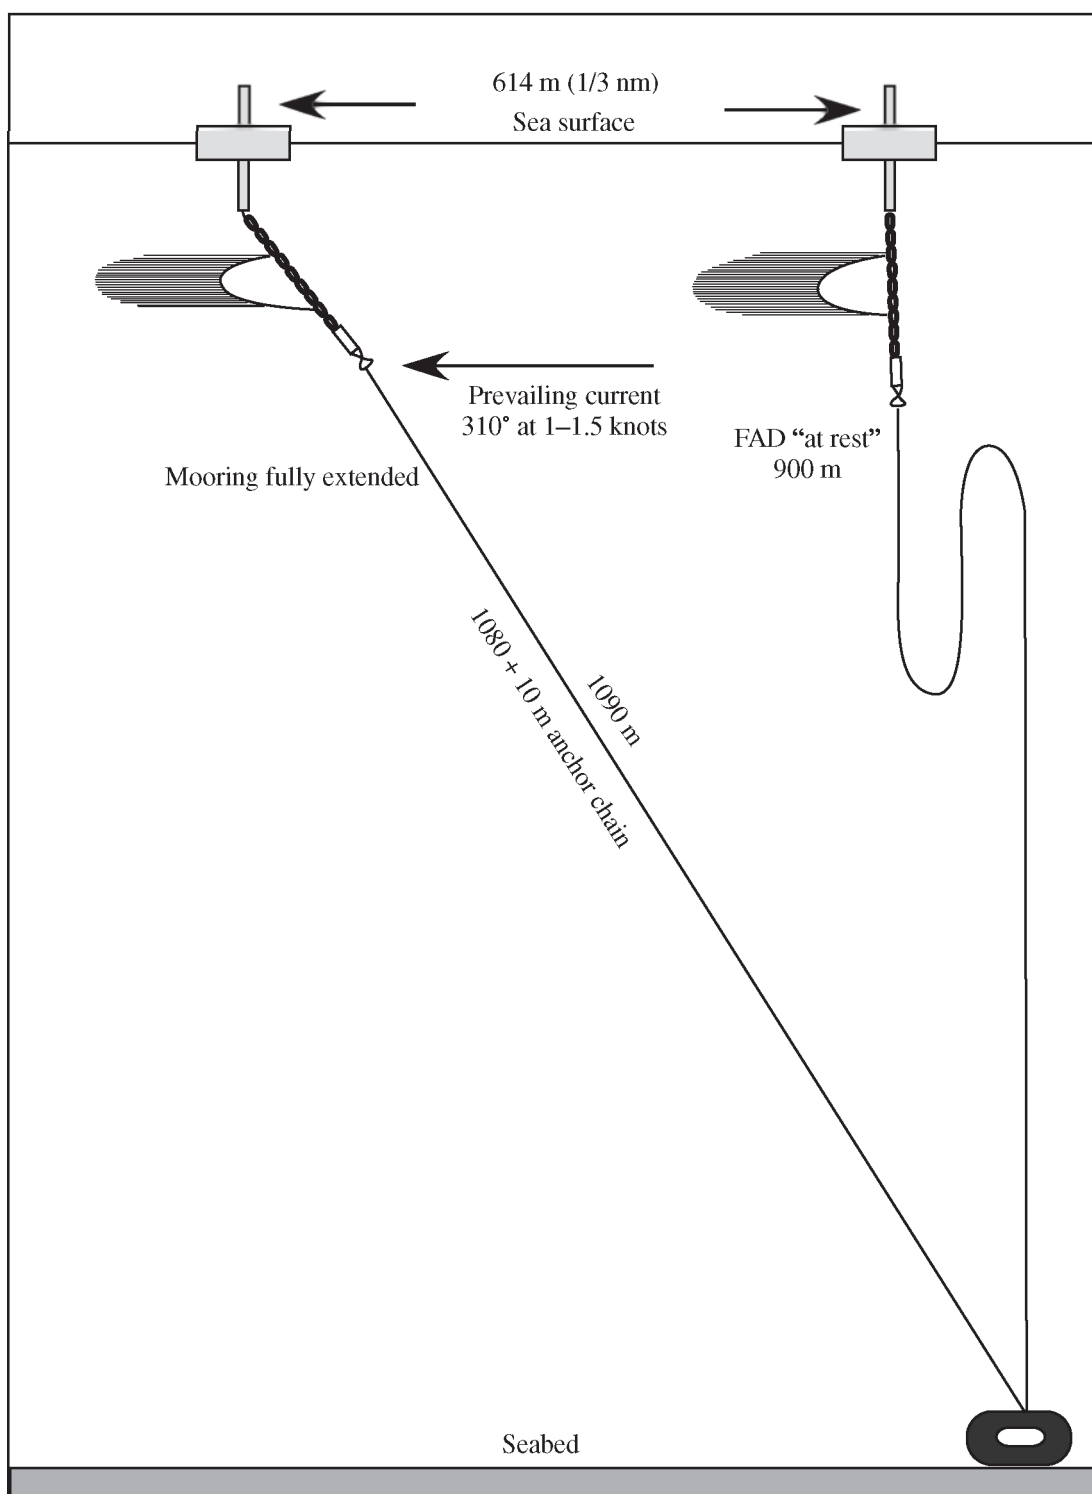 614 m (1/3 nm)
Sea surface
Prevailing current
310° at 1–1.5 knots
FAD “at rest”
900 m
Mooring fully extended
1090 m
1080 + 10 m anchor chain
Seabed